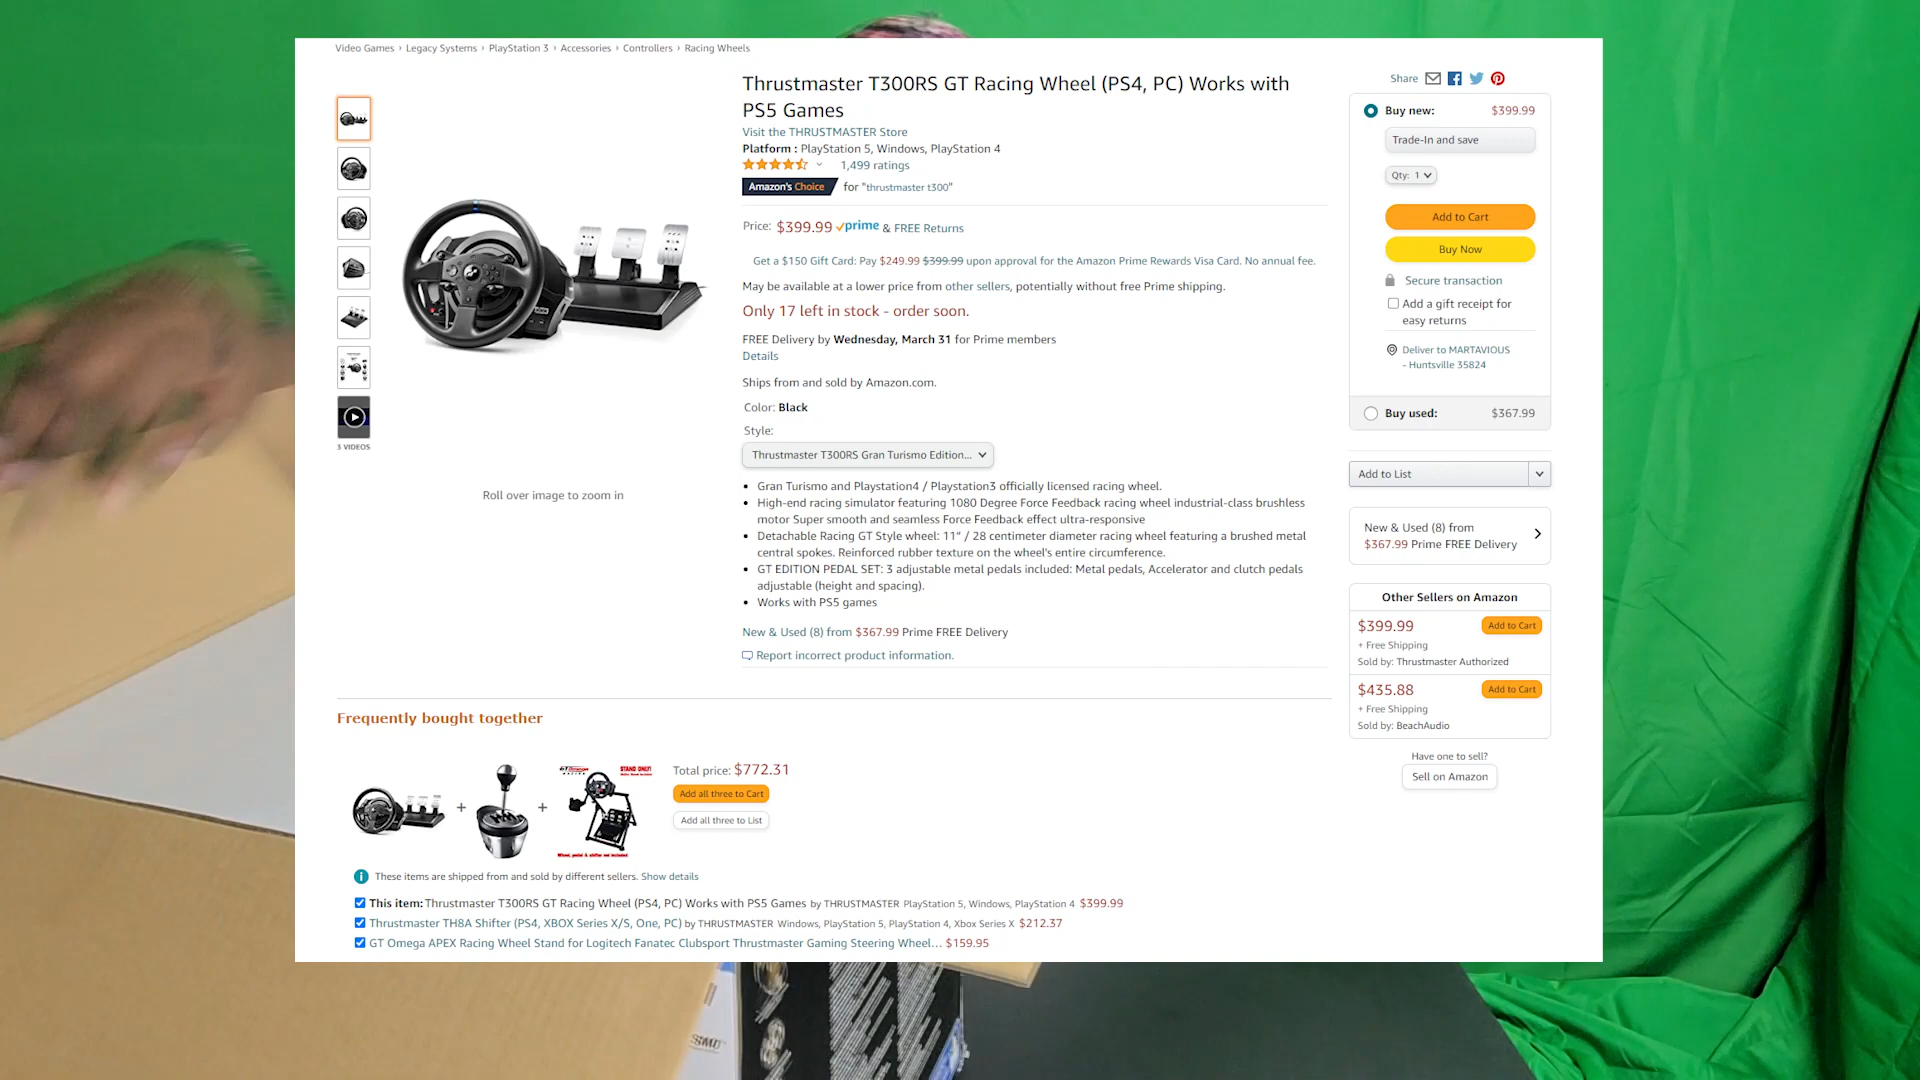 Video Games › Legacy Systems › PlayStation 3 › Accessories › Controllers › Racing Wheels
3 VIDEOS
Roll over image to zoom in
Thrustmaster T300RS GT Racing Wheel (PS4, PC) Works with
PS5 Games
Visit the THRUSTMASTER Store
Platform : PlayStation 5, Windows, PlayStation 4
1,499 ratings
Amazon's Choice for "thrustmaster t300"
Price: $399.99 prime & FREE Returns
Get a $150 Gift Card: Pay $249.99 $399.99 upon approval for the Amazon Prime Rewards Visa Card. No annual fee.
May be available at a lower price from other sellers, potentially without free Prime shipping.
Only 17 left in stock - order soon.
FREE Delivery by Wednesday, March 31 for Prime members
Details
Ships from and sold by Amazon.com.
Color: Black
Style:
Thrustmaster T300RS Gran Turismo Edition...
• Gran Turismo and Playstation4 / Playstation3 officially licensed racing wheel.
• High-end racing simulator featuring 1080 Degree Force Feedback racing wheel industrial-class brushless
motor Super smooth and seamless Force Feedback effect ultra-responsive
• Detachable Racing GT Style wheel: 11” / 28 centimeter diameter racing wheel featuring a brushed metal
central spokes. Reinforced rubber texture on the wheel's entire circumference.
• GT EDITION PEDAL SET: 3 adjustable metal pedals included: Metal pedals, Accelerator and clutch pedals
adjustable (height and spacing).
• Works with PS5 games
New & Used (8) from $367.99 Prime FREE Delivery
Report incorrect product information.
Share
Buy new: $399.99
Trade-In and save
Qty: 1
Add to Cart
Buy Now
Secure transaction
Add a gift receipt for
easy returns
Deliver to MARTAVIOUS
- Huntsville 35824
Buy used: $367.99
Add to List
New & Used (8) from
$367.99 Prime FREE Delivery
Other Sellers on Amazon
$399.99 Add to Cart
+ Free Shipping
Sold by: Thrustmaster Authorized
$435.88 Add to Cart
+ Free Shipping
Sold by: BeachAudio
Have one to sell?
Sell on Amazon
Frequently bought together
+ +
STAND ONLY!
Total price: $772.31
Add all three to Cart
Add all three to List
These items are shipped from and sold by different sellers. Show details
This item: Thrustmaster T300RS GT Racing Wheel (PS4, PC) Works with PS5 Games by THRUSTMASTER PlayStation 5, Windows, PlayStation 4 $399.99
Thrustmaster TH8A Shifter (PS4, XBOX Series X/S, One, PC) by THRUSTMASTER Windows, PlayStation 5, PlayStation 4, Xbox Series X $212.37
GT Omega APEX Racing Wheel Stand for Logitech Fanatec Clubsport Thrustmaster Gaming Steering Wheel... $159.95